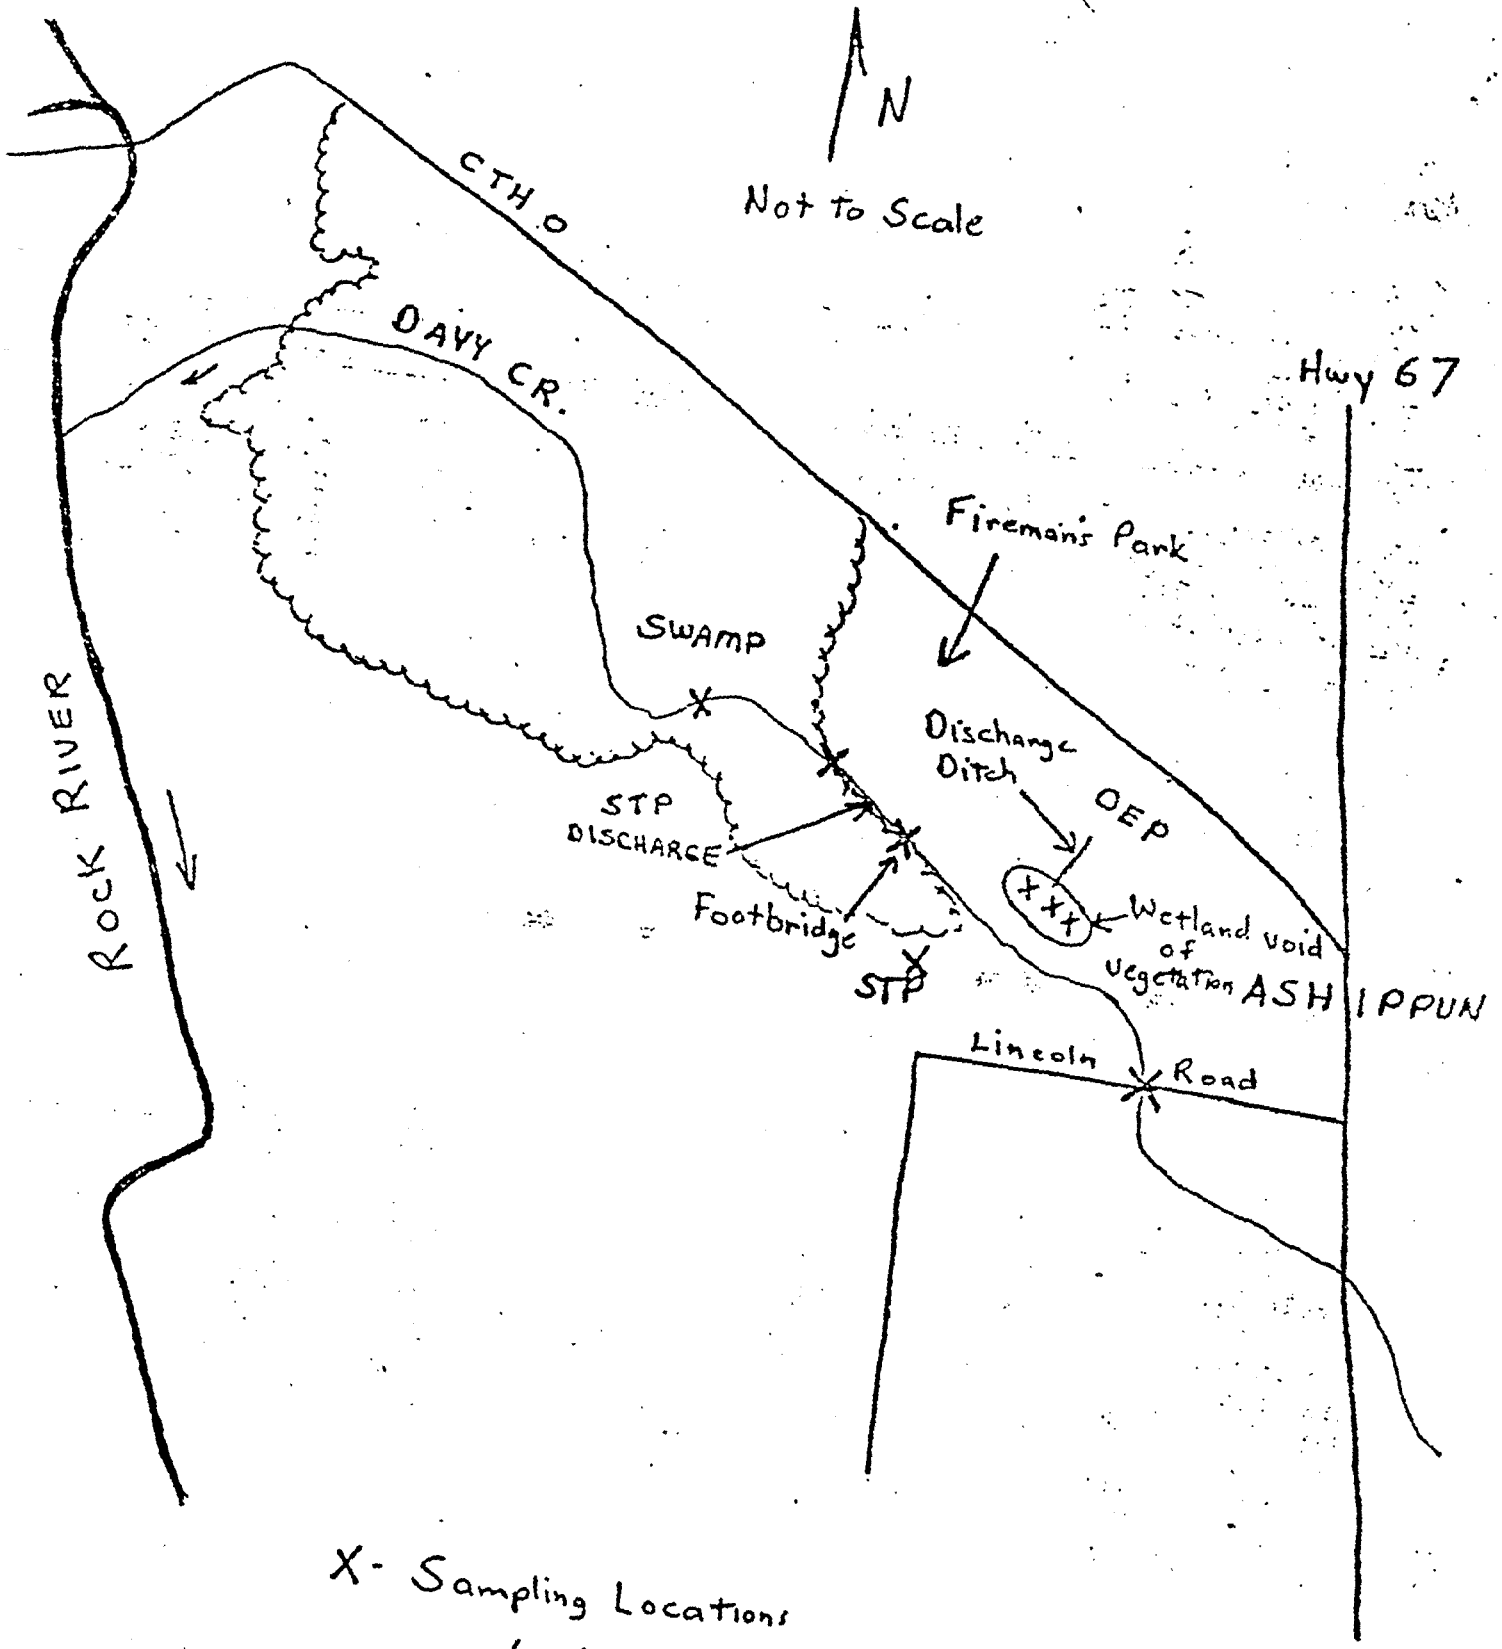 N
Not to Scale
CTH O
DAVY CR.
Hwy 67
Fireman's Park
SWAMP
ROCK RIVER
Discharge
Ditch
OEP
STP
DISCHARGE
Footbridge
Wetland void
of
vegetation
STP
ASHIPPUN
Lincoln Road
X - Sampling Locations